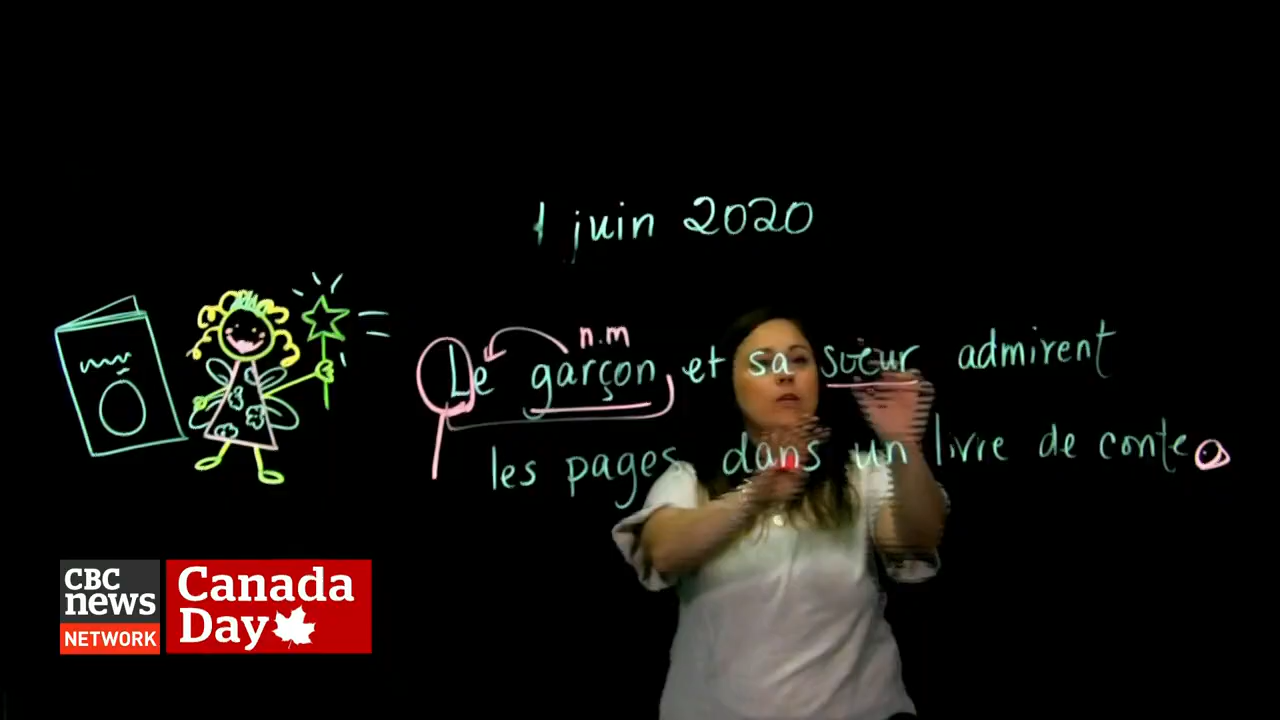 1 juin 2020
n.m
Le garçon et sa sœur admirent
les pages dans un livre de conte
CBC
news
NETWORK
Canada
Day